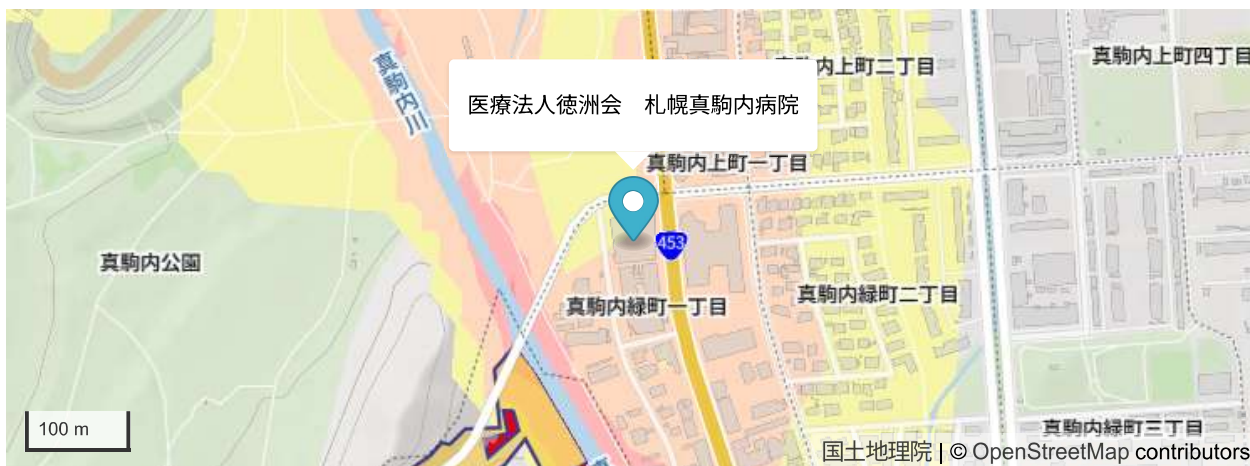 真駒内川
真駒内上町二丁目
真駒内上町四丁目
医療法人徳洲会　札幌真駒内病院
真駒内上町一丁目
453
真駒内公園
真駒内緑町一丁目
真駒内緑町二丁目
真駒内緑町三丁目
100 m
国土地理院 | © OpenStreetMap contributors